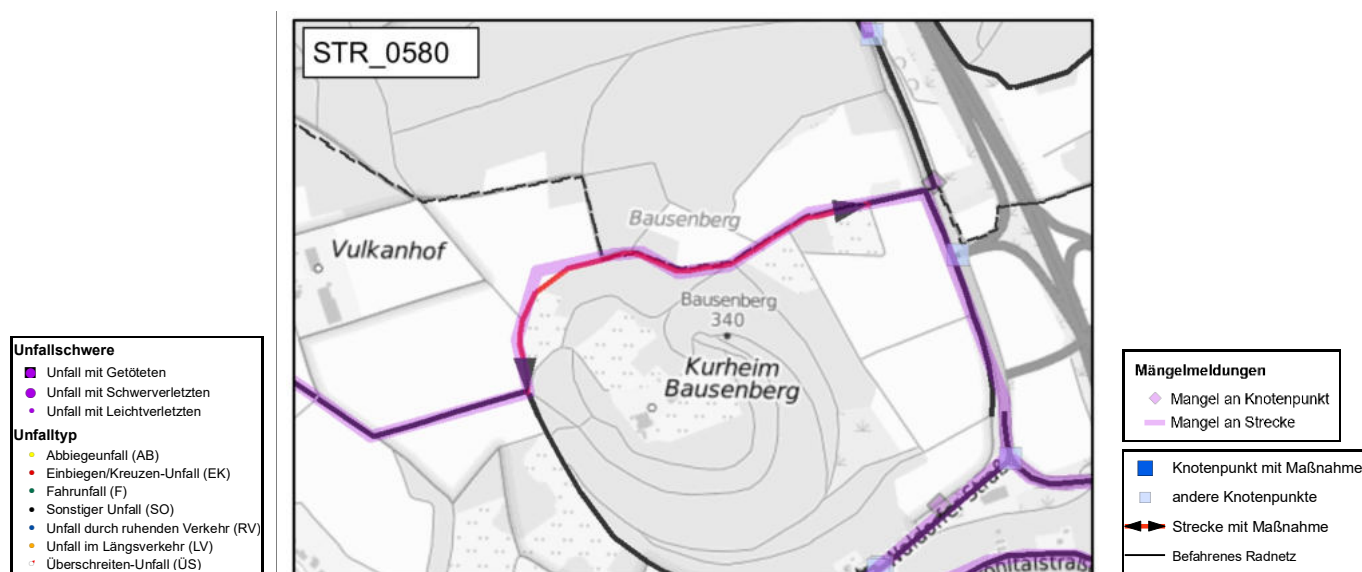 STR_0580
Bausenberg
Vulkanhof
Bausenberg
340
Kurheim
Bausenberg
Unfallschwere
Unfall mit Getöteten
Unfall mit Schwerverletzten
Unfall mit Leichtverletzten
Unfalltyp
Abbiegeunfall (AB)
Einbiegen/Kreuzen-Unfall (EK)
Fahrunfall (F)
Sonstiger Unfall (SO)
Unfall durch ruhenden Verkehr (RV)
Unfall im Längsverkehr (LV)
Überschreiten-Unfall (ÜS)
Mängelmeldungen
Mangel an Knotenpunkt
Mangel an Strecke
Knotenpunkt mit Maßnahme
andere Knotenpunkte
Strecke mit Maßnahme
Befahrenes Radnetz